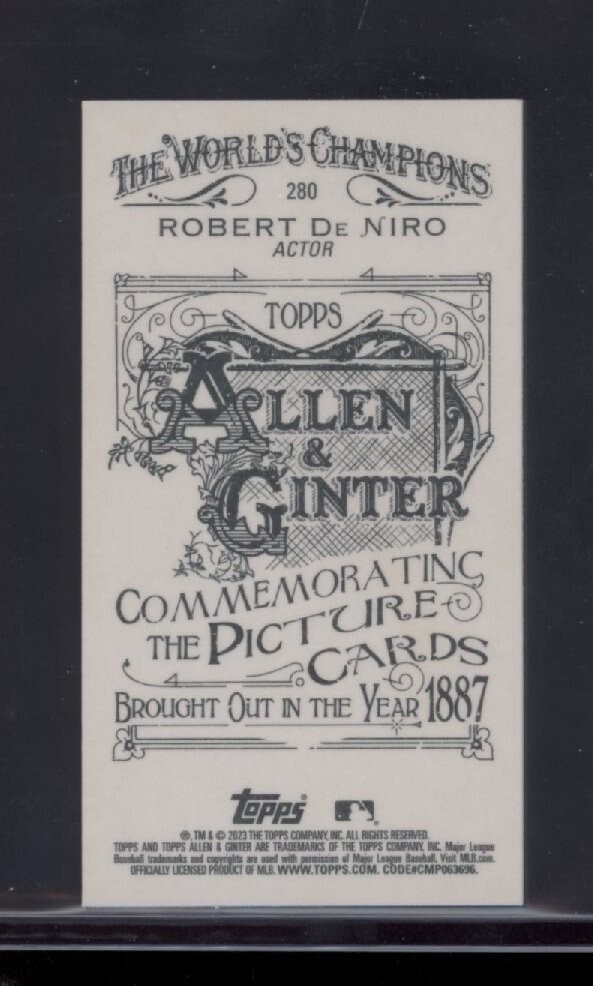 THE WORLD'S CHAMPIONS
280
ROBERT DE NIRO
ACTOR
TOPPS
ALLEN
&
GINTER
COMMEMORATING
THE PICTURE
CARDS
BROUGHT OUT IN THE YEAR 1887
Topps
®, TM & © 2023 THE TOPPS COMPANY, INC. ALL RIGHTS RESERVED.
TOPPS AND TOPPS ALLEN & GINTER ARE TRADEMARKS OF THE TOPPS COMPANY, INC. Major League
Baseball trademarks and copyrights are used with permission of Major League Baseball. Visit MLB.com.
OFFICIALLY LICENSED PRODUCT OF MLB. WWW.TOPPS.COM. CODE#CMP063696.